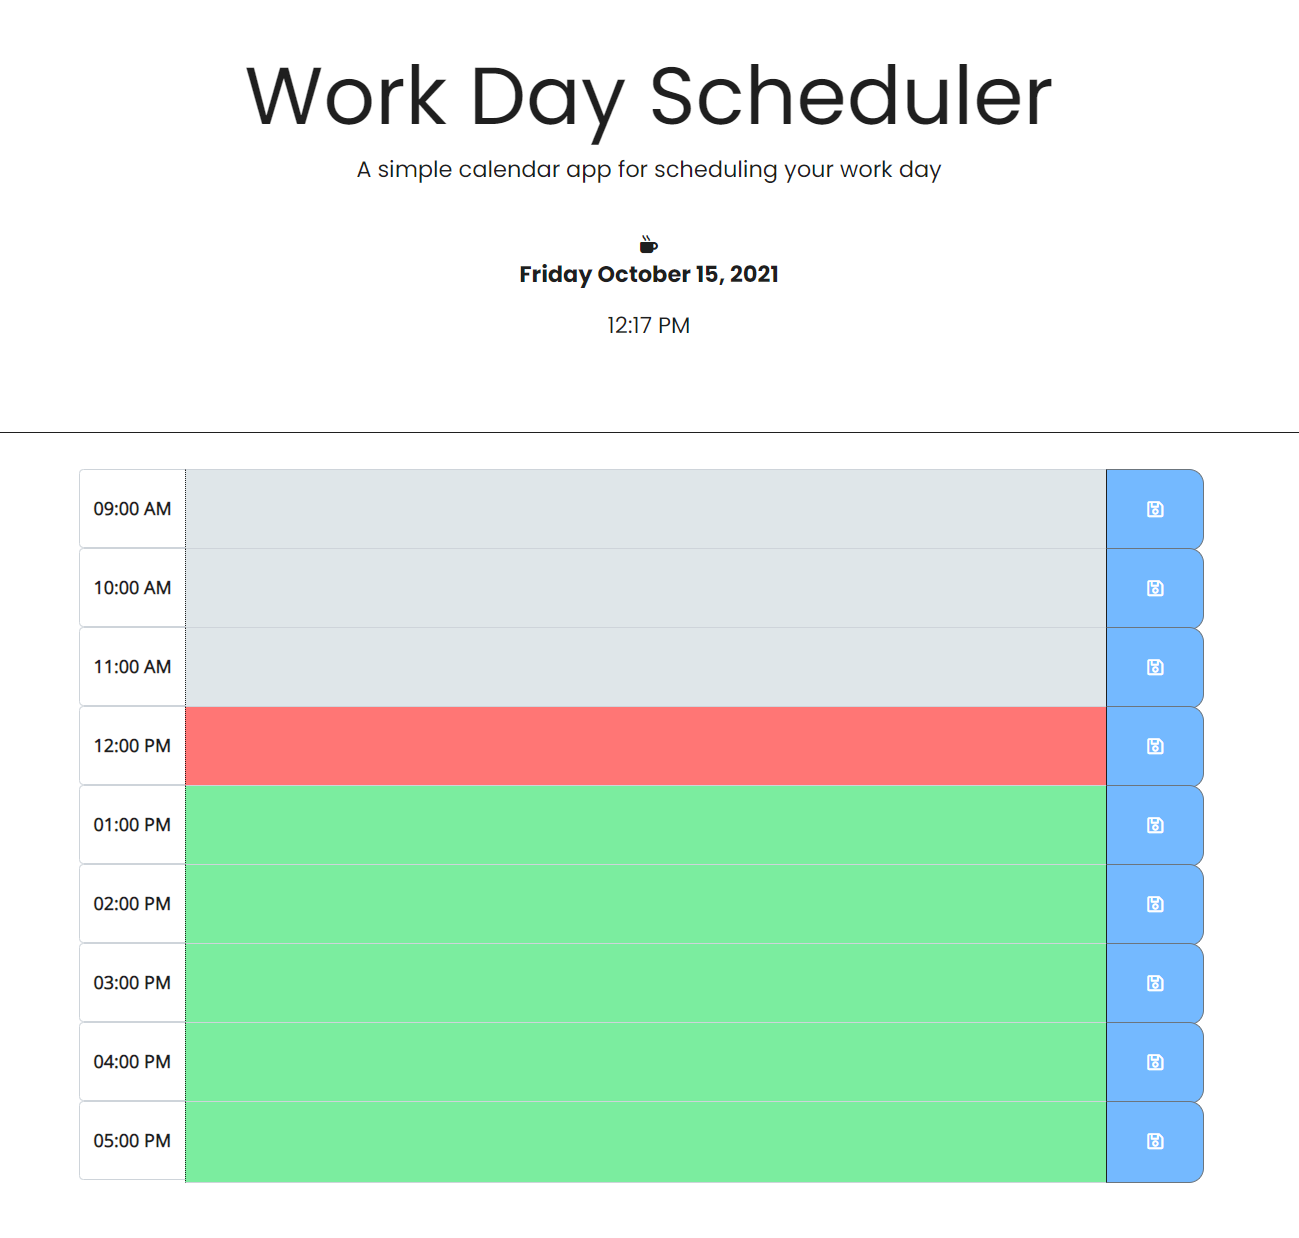 Work Day Scheduler
A simple calendar app for scheduling your work day
Friday October 15, 2021
12:17 PM
09:00 AM
10:00 AM
11:00 AM
12:00 PM
01:00 PM
02:00 PM
03:00 PM
04:00 PM
05:00 PM